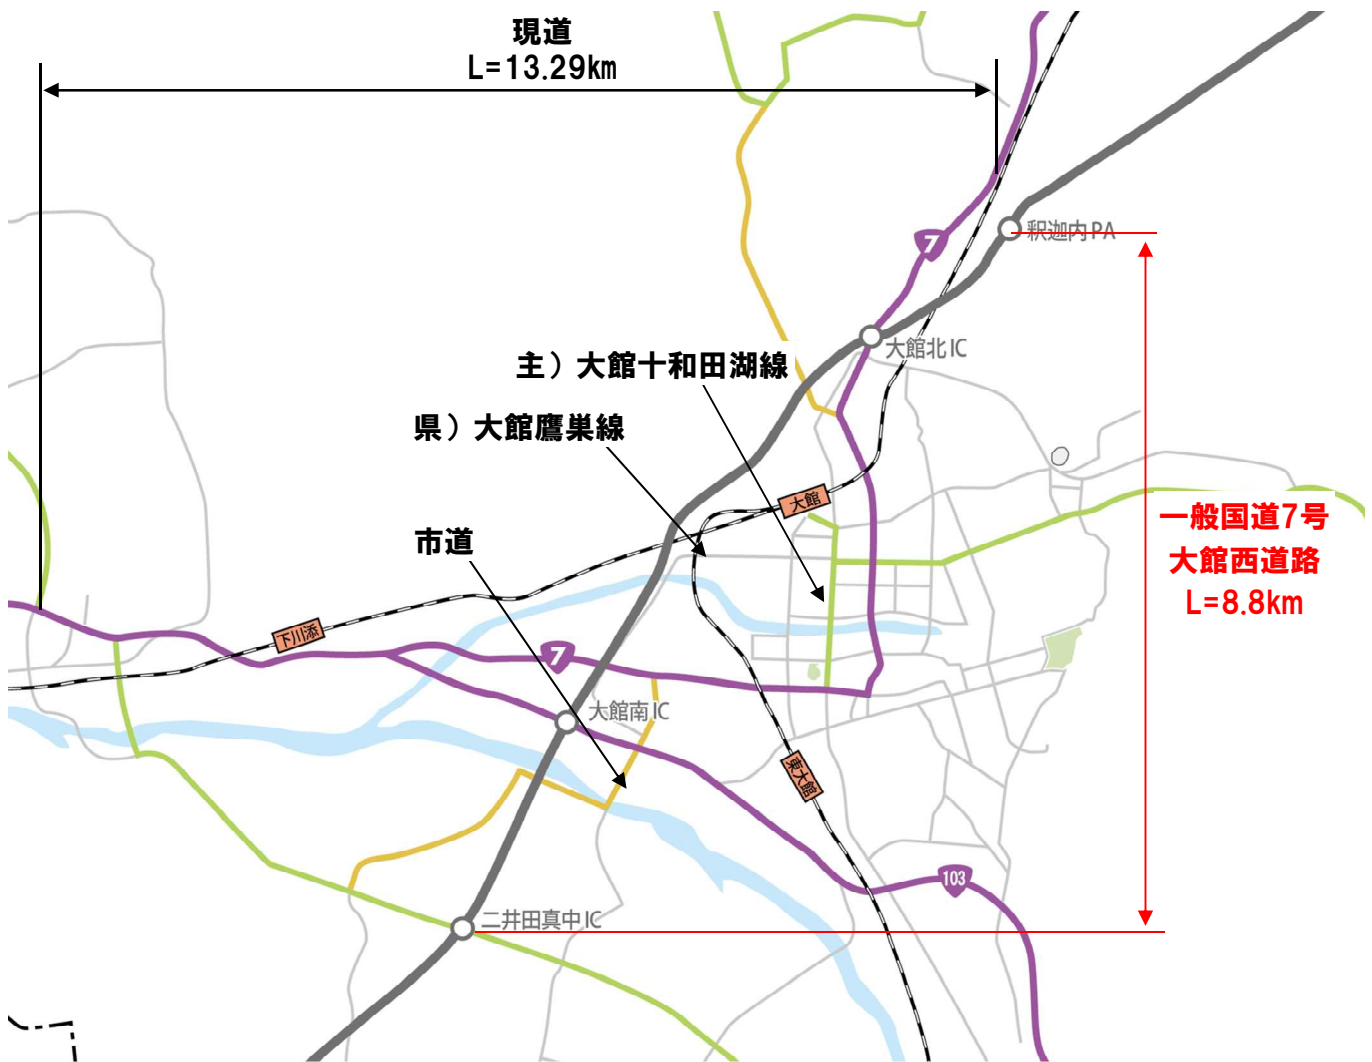 現道
L=13.29km
7
釈迦内PA
大館北IC
主）大館十和田湖線
県）大館鷹巣線
大館
一般国道7号
大館西道路
L=8.8km
市道
下川添
7
大館南IC
東大館
103
二井田真中IC